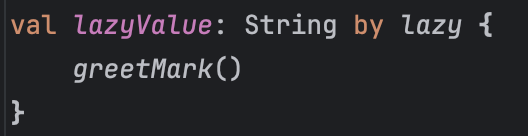 val lazyValue: String by lazy {
    greetMark()
}